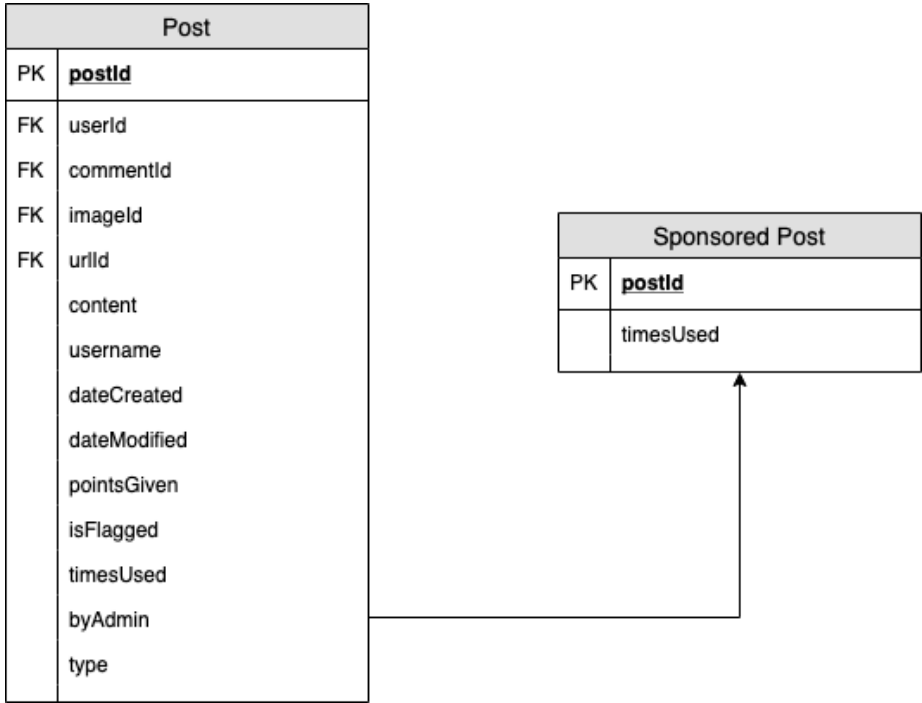 Post
PK postId
FK userId
FK commentId
FK imageId
FK urlId
content
username
dateCreated
dateModified
pointsGiven
isFlagged
timesUsed
byAdmin
type
Sponsored Post
PK postId
timesUsed